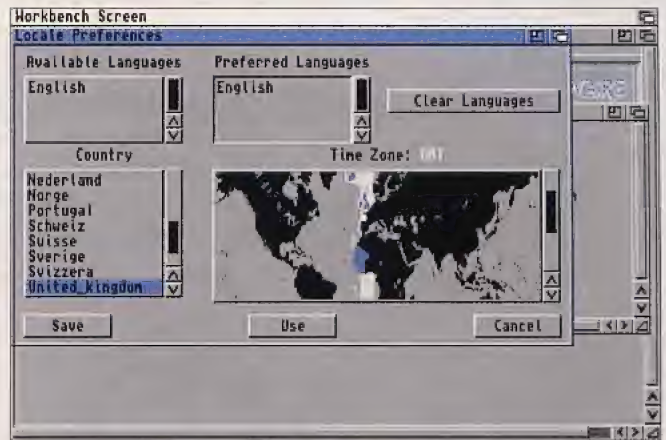 Workbench Screen
Locale Preferences
Available Languages
Preferred Languages
English
English
Clear Languages
Country
Time Zone: GMT
Nederland
Norge
Portugal
Schweiz
Suisse
Sverige
Svizzera
United_kingdom
Save
Use
Cancel